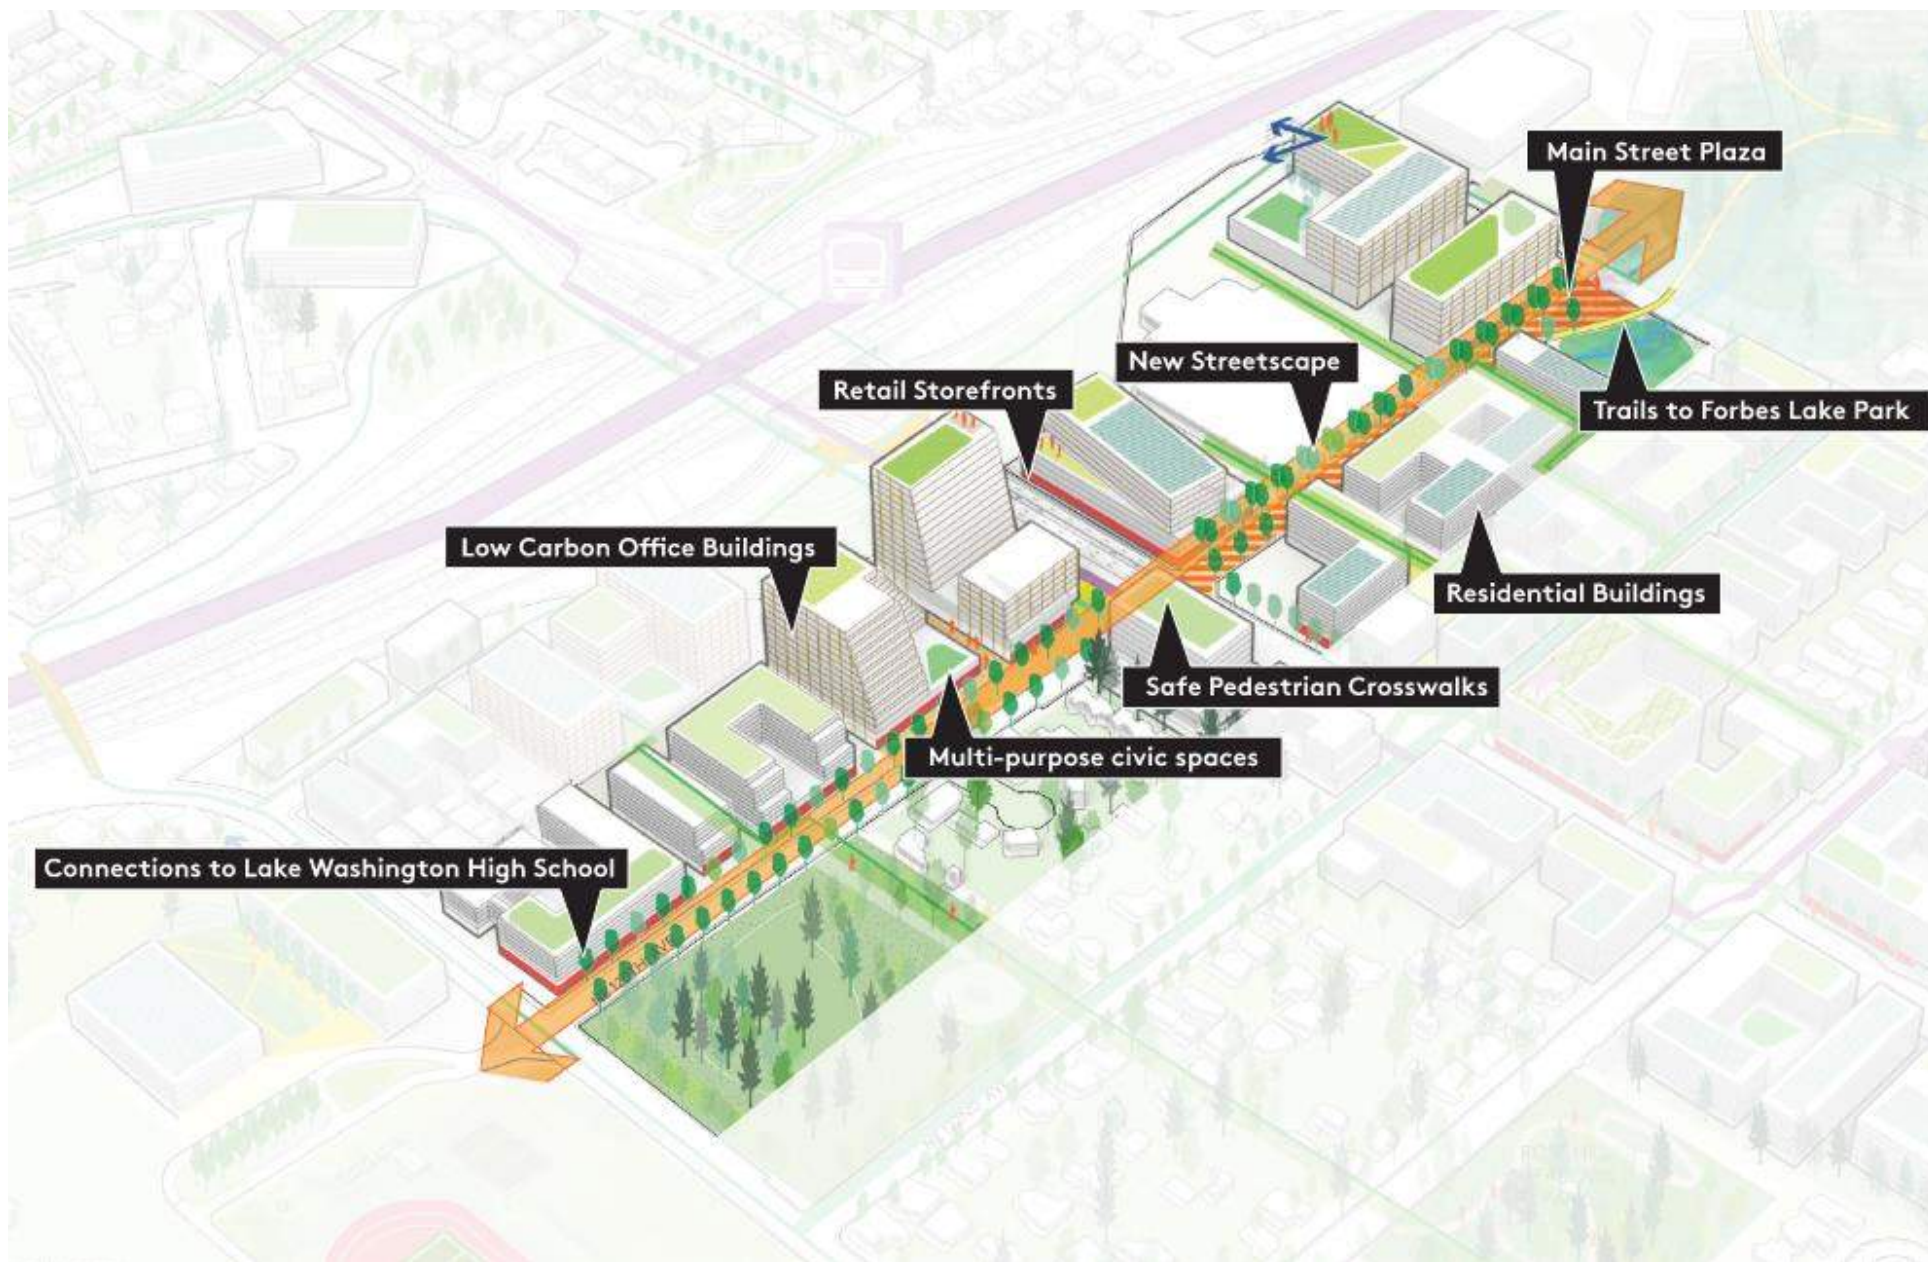 Main Street Plaza
New Streetscape
Retail Storefronts
Trails to Forbes Lake Park
Low Carbon Office Buildings
Residential Buildings
Safe Pedestrian Crosswalks
Multi-purpose civic spaces
Connections to Lake Washington High School